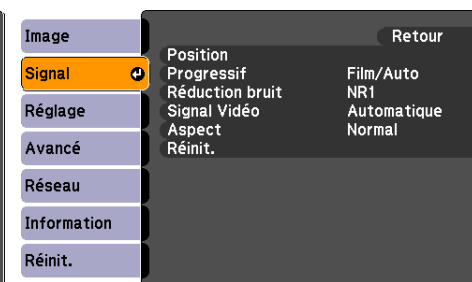 Image
Signal
Réglage
Avancé
Réseau
Information
Réinit.
Retour
Position
Progressif Film/Auto
Réduction bruit NR1
Signal Vidéo Automatique
Aspect Normal
Réinit.